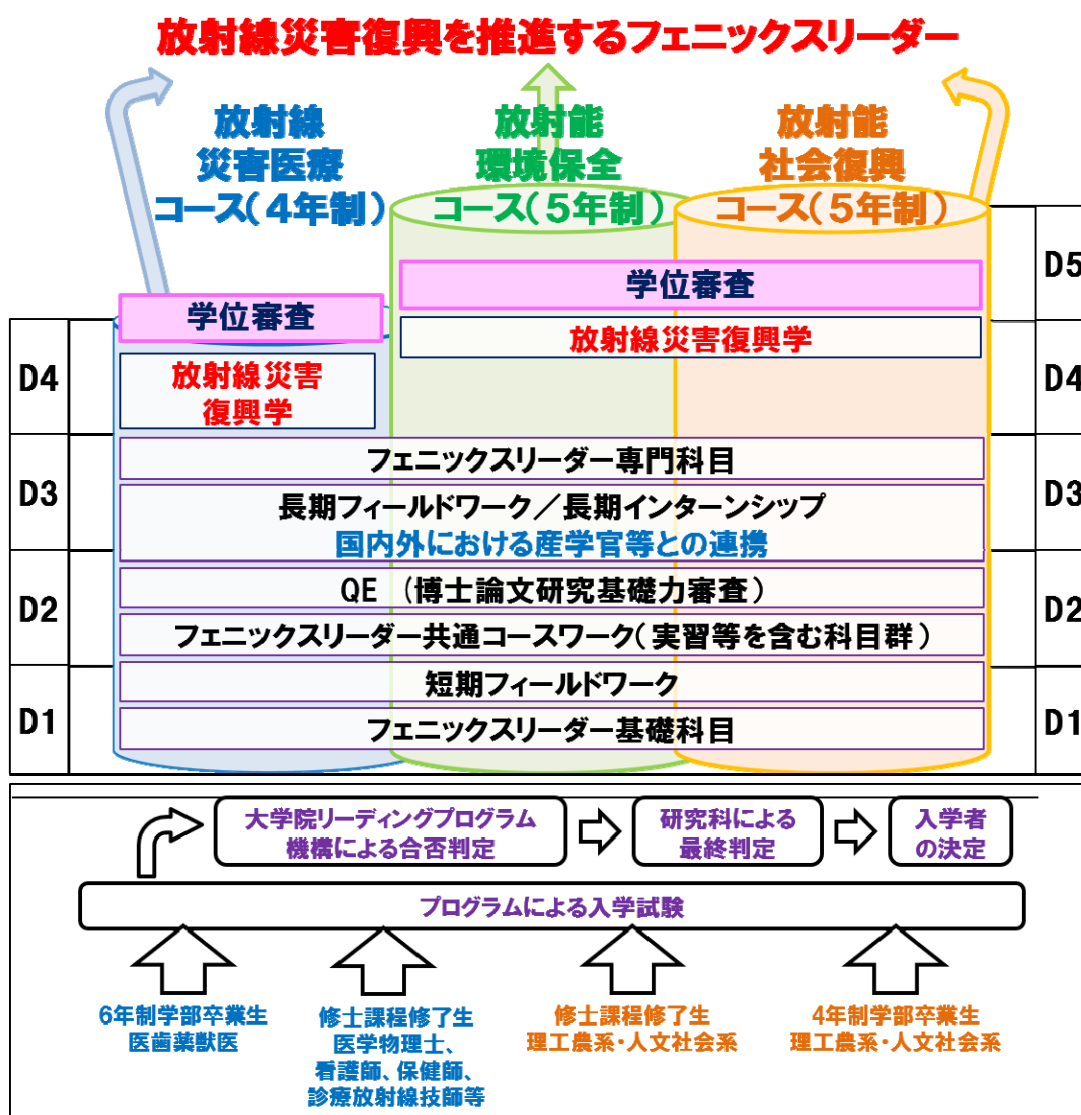 放射線災害復興を推進するフェニックスリーダー
放射線
災害医療
コース(4年制)
放射能
環境保全
コース(5年制)
放射能
社会復興
コース(5年制)
D5
学位審査
学位審査
放射線災害復興学
D4
放射線災害
復興学
D4
フェニックスリーダー専門科目
D3
長期フィールドワーク/長期インターンシップ
国内外における産学官等との連携
D3
QE (博士論文研究基礎力審査)
D2
フェニックスリーダー共通コースワーク(実習等を含む科目群)
D2
短期フィールドワーク
D1
フェニックスリーダー基礎科目
D1
大学院リーディングプログラム
機構による合否判定
研究科による
最終判定
入学者
の決定
プログラムによる入学試験
6年制学部卒業生
医歯薬獣医
修士課程修了生
医学物理士、
看護師、保健師、
診療放射線技師等
修士課程修了生
理工農系・人文社会系
4年制学部卒業生
理工農系・人文社会系